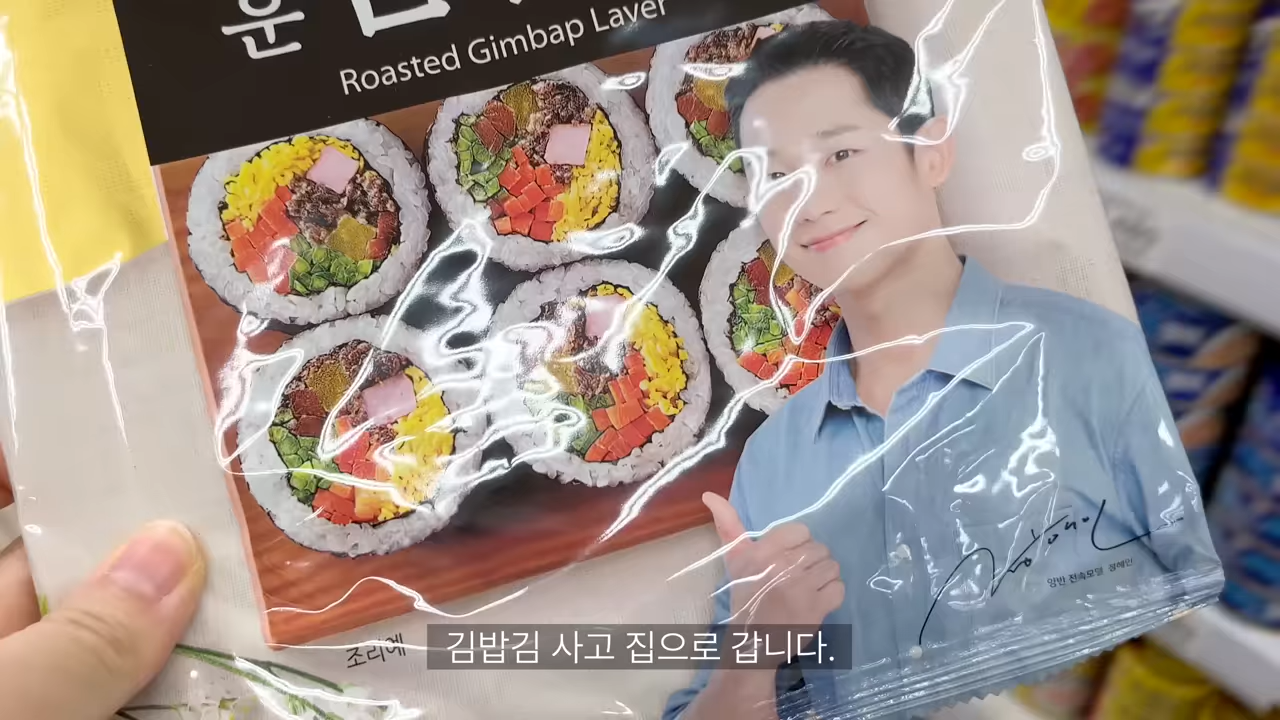 운
Roasted Gimbap Laver
양반 전속모델 정해인
조리예
김밥김 사고 집으로 갑니다.